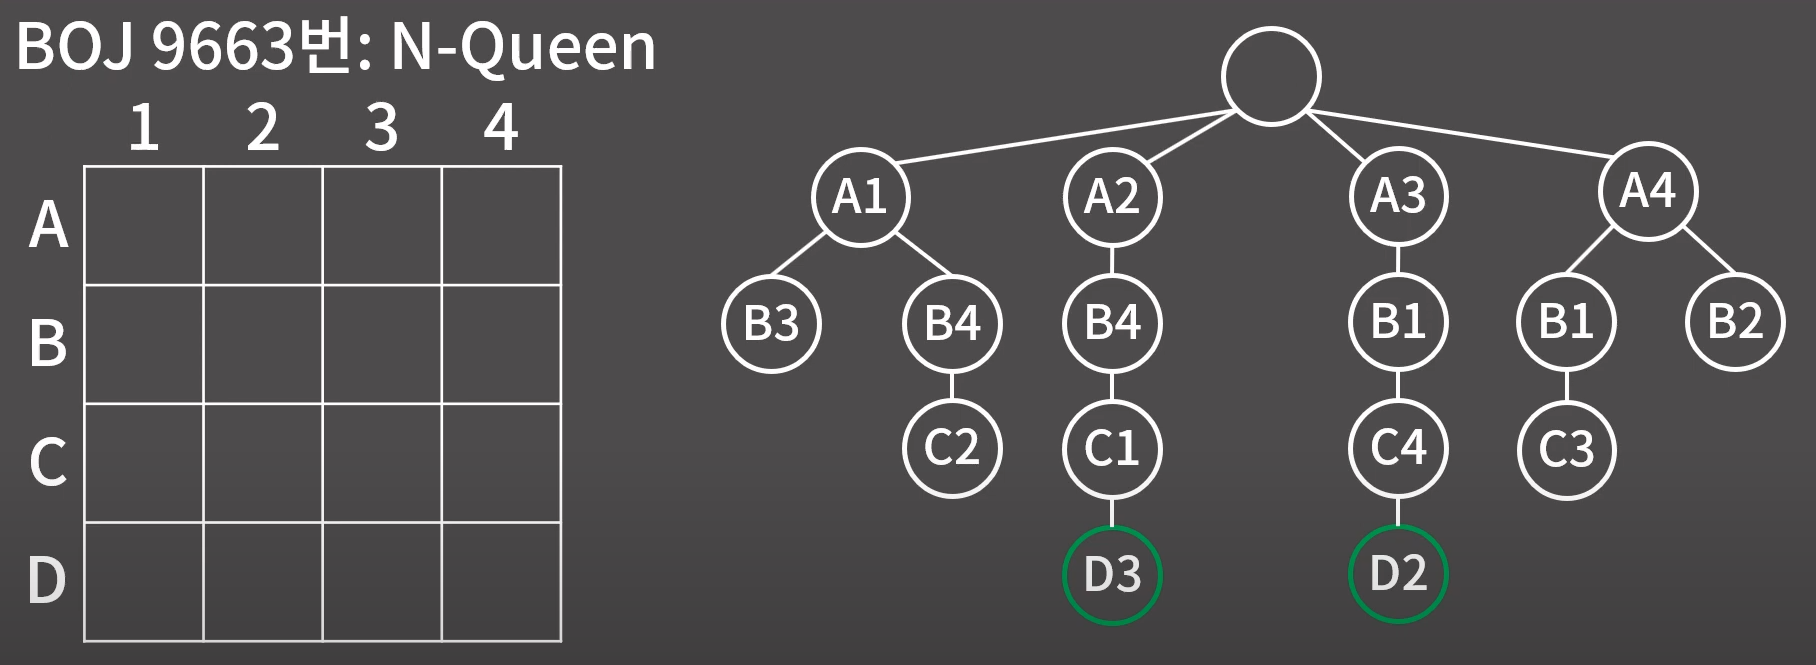 BOJ 9663번: N-Queen
1 2 3 4
A
B
C
D
A1 A2 A3 A4
B3 B4 B4 B1 B1 B2
C2 C1 C4 C3
D3 D2